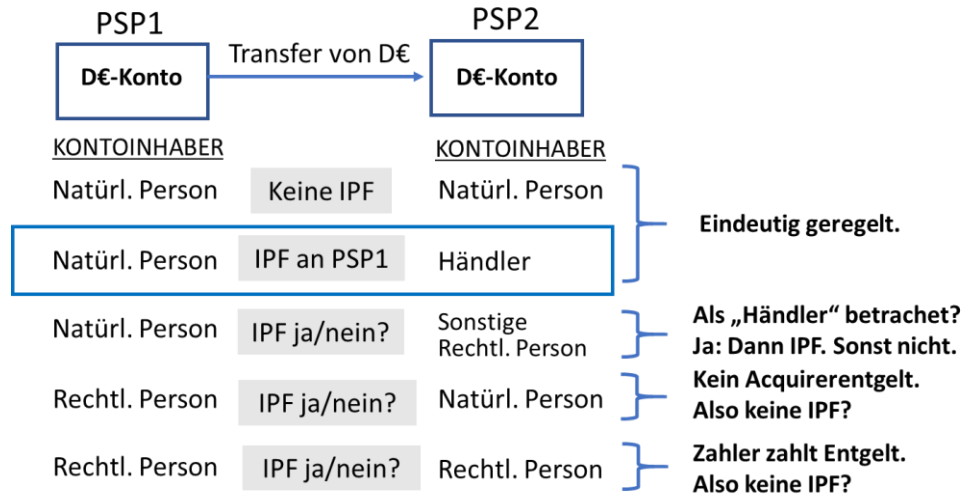 PSP1
PSP2
Transfer von D€
D€-Konto
D€-Konto
KONTOINHABER
KONTOINHABER
Natürl. Person
Keine IPF
Natürl. Person
Eindeutig geregelt.
Natürl. Person
IPF an PSP1
Händler
Natürl. Person
IPF ja/nein?
Sonstige
Rechtl. Person
Als „Händler“ betrachet?
Ja: Dann IPF. Sonst nicht.
Rechtl. Person
IPF ja/nein?
Natürl. Person
Kein Acquirerentgelt.
Also keine IPF?
Rechtl. Person
IPF ja/nein?
Rechtl. Person
Zahler zahlt Entgelt.
Also keine IPF?